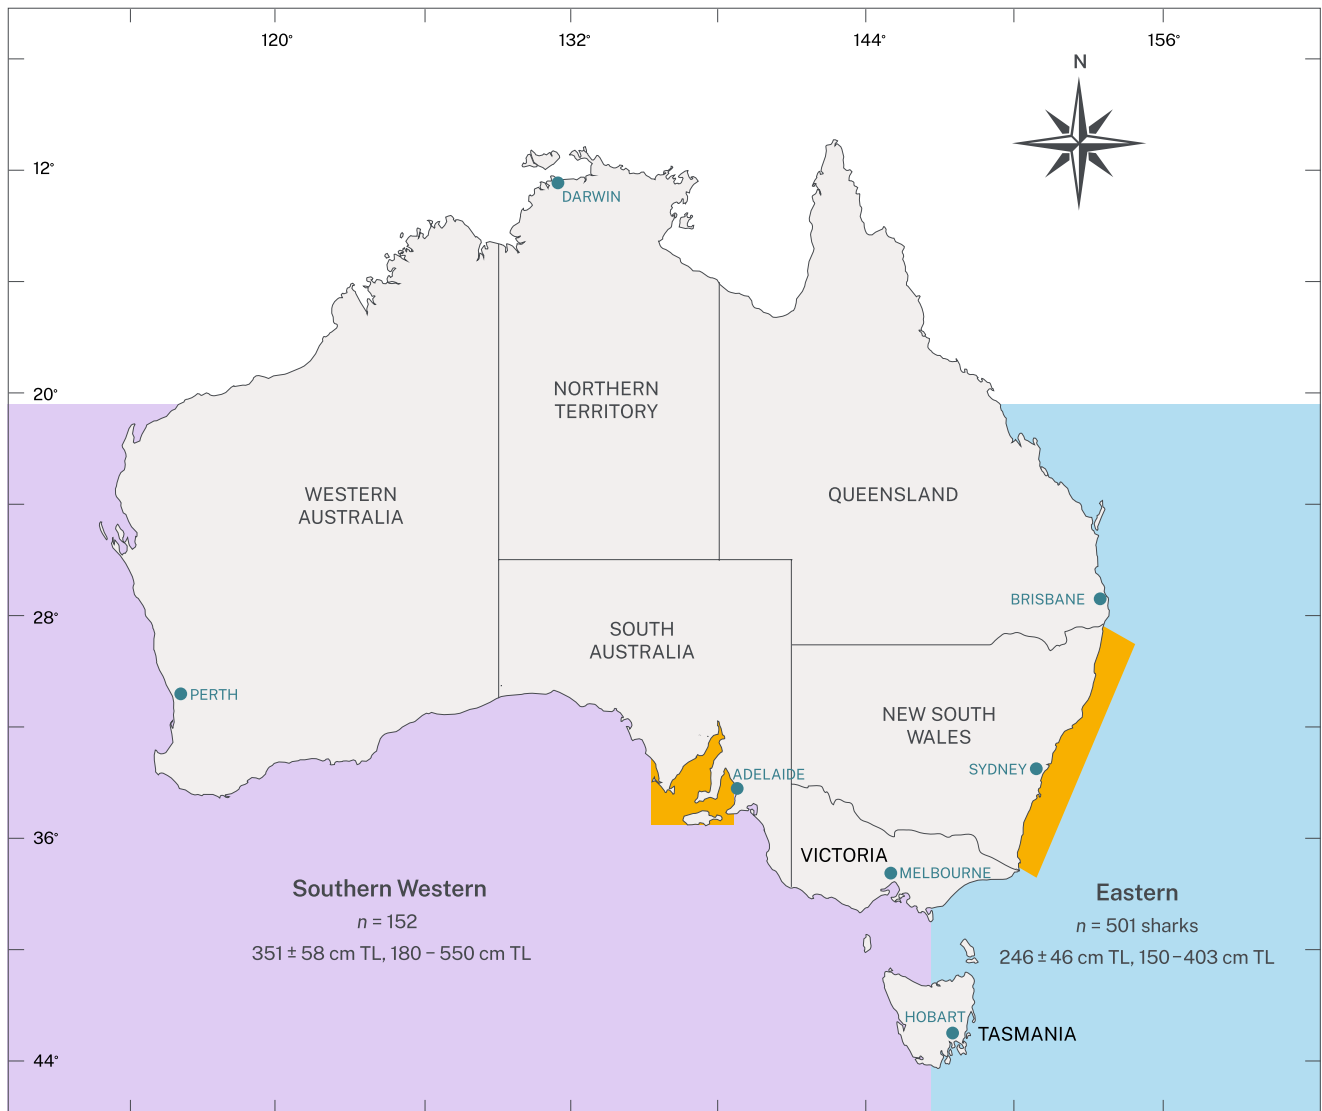 120°
132°
144°
156°
N
12°
DARWIN
20°
NORTHERN
TERRITORY
WESTERN
AUSTRALIA
QUEENSLAND
BRISBANE
28°
SOUTH
AUSTRALIA
PERTH
NEW SOUTH
WALES
SYDNEY
ADELAIDE
36°
VICTORIA
MELBOURNE
Southern Western
n = 152
351 ± 58 cm TL, 180 – 550 cm TL
Eastern
n = 501 sharks
246 ± 46 cm TL, 150–403 cm TL
HOBART
TASMANIA
44°